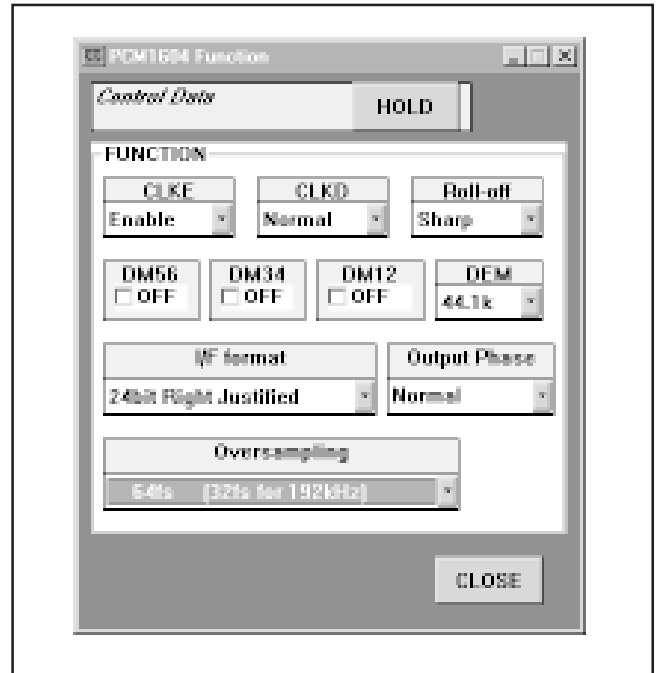 PCM1604 Function
Control Data
HOLD
FUNCTION
CLKE CLKD Roll-off
Enable Normal Sharp
DM56 DM34 DM12 DEM
OFF OFF OFF 44.1k
I/F format Output Phase
24bit Right Justified Normal
Oversampling
64fs (32fs for 192kHz)
CLOSE